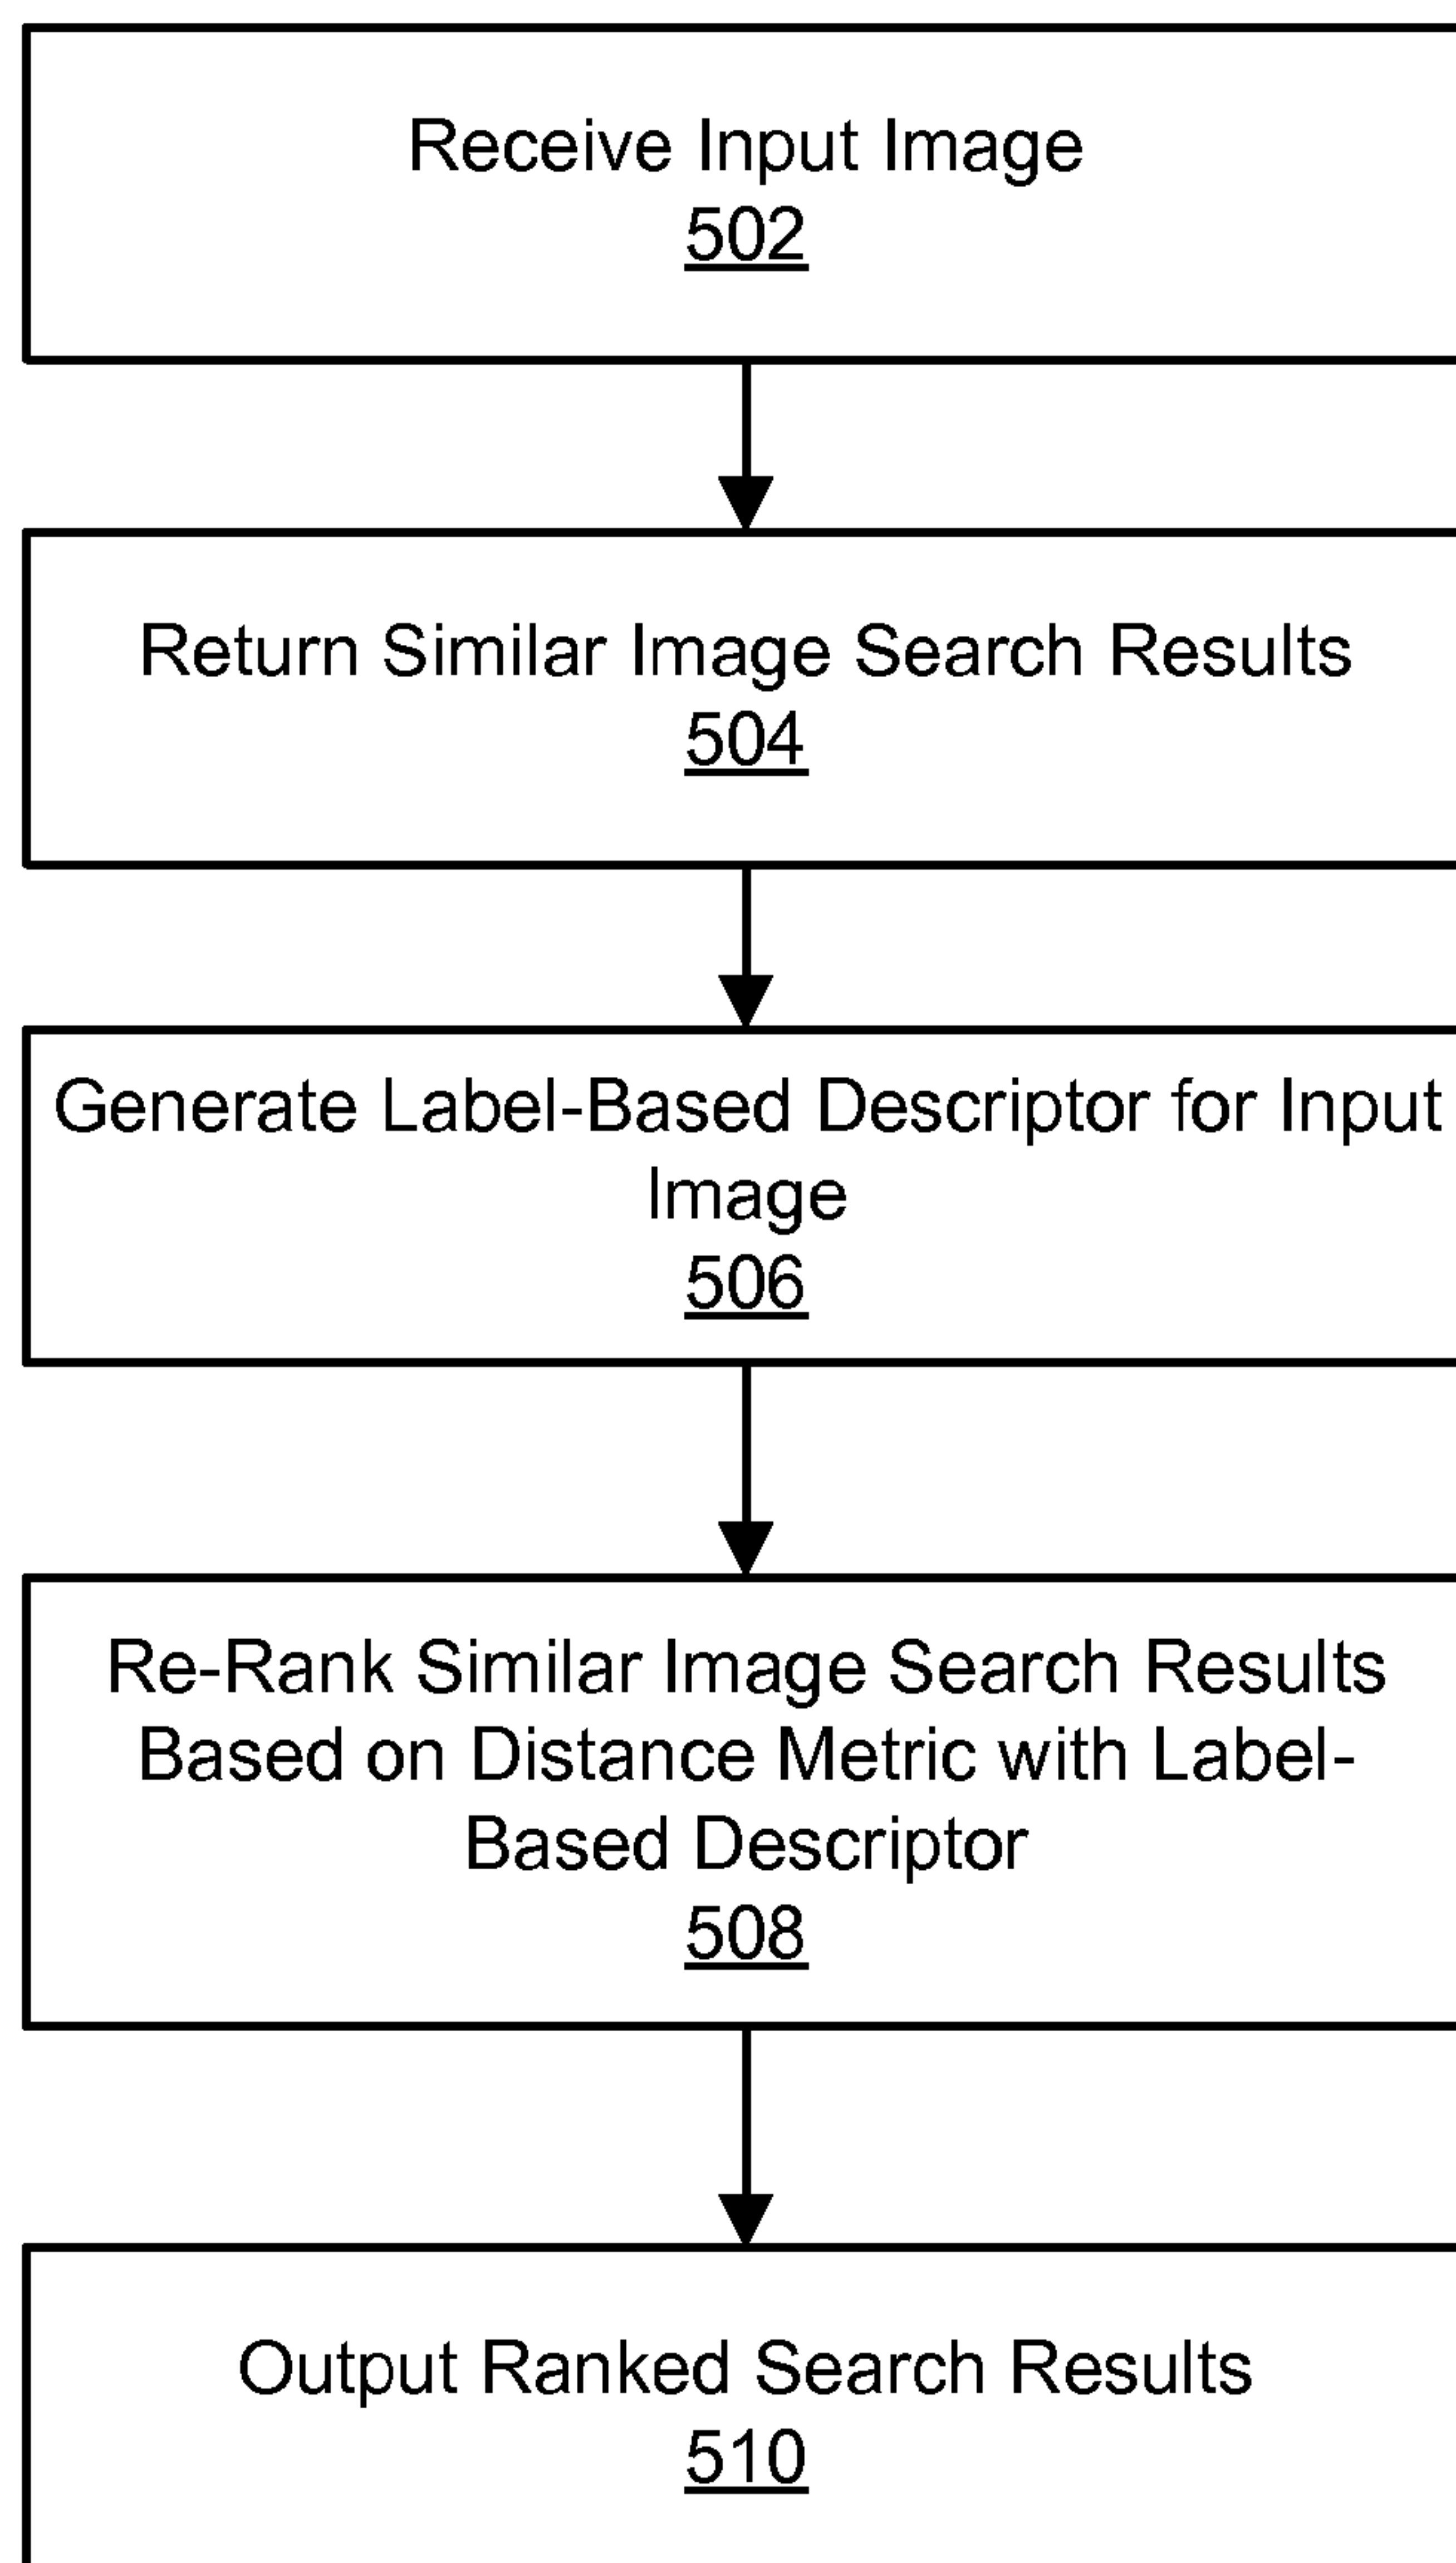 Receive Input Image
502
Return Similar Image Search Results
504
Generate Label-Based Descriptor for Input
Image
506
Re-Rank Similar Image Search Results
Based on Distance Metric with Label-
Based Descriptor
508
Output Ranked Search Results
510